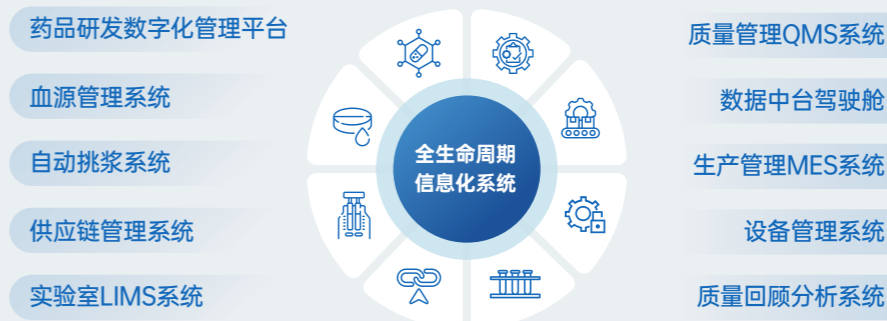 药品研发数字化管理平台
血源管理系统
自动挑浆系统
供应链管理系统
实验室LIMS系统
全生命周期
信息化系统
质量管理QMS系统
数据中台驾驶舱
生产管理MES系统
设备管理系统
质量回顾分析系统